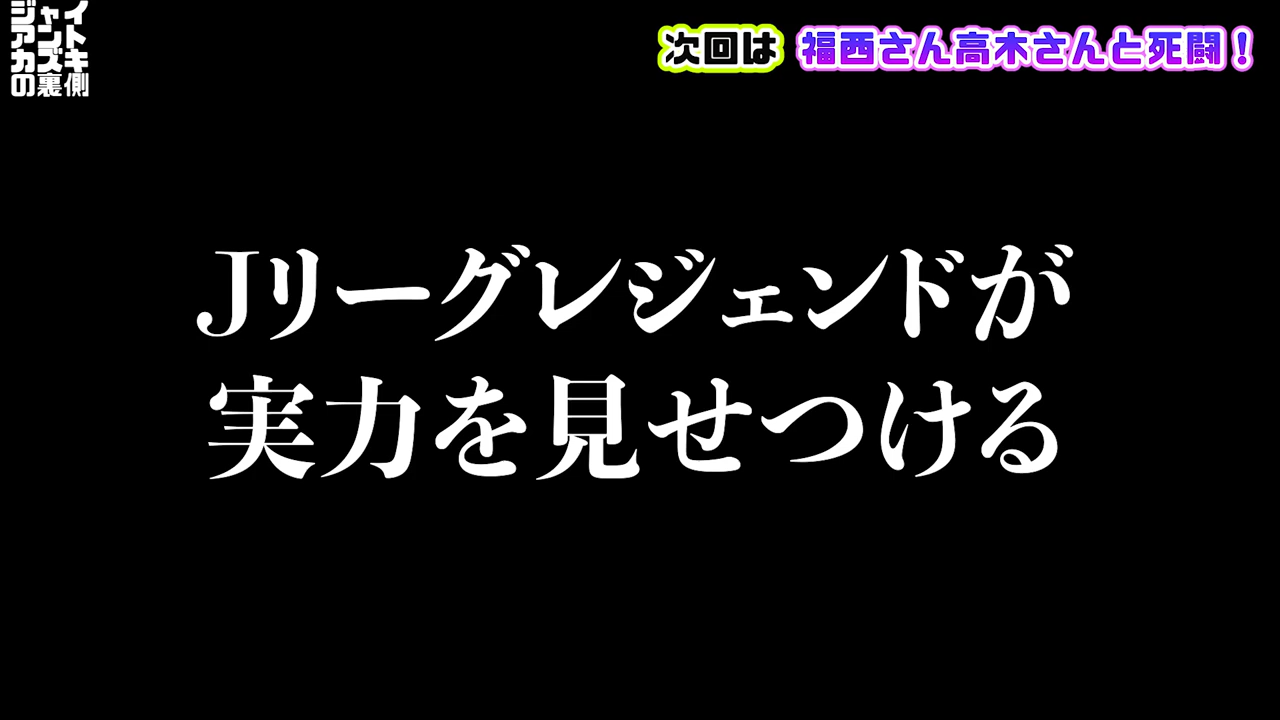 ジャイ
アント
カズキ
の裏側
次回は 福西さん高木さんと死闘！
Jリーグレジェンドが
実力を見せつける